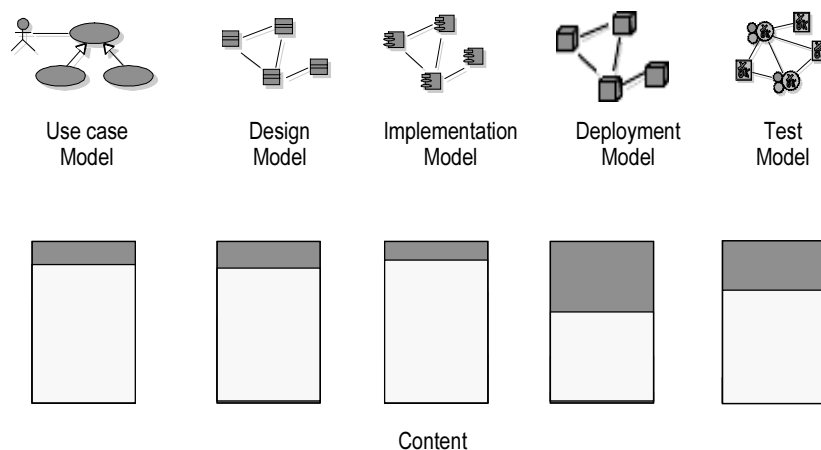 Use case
Model
Design
Model
Implementation
Model
Deployment
Model
Test
Model
Content